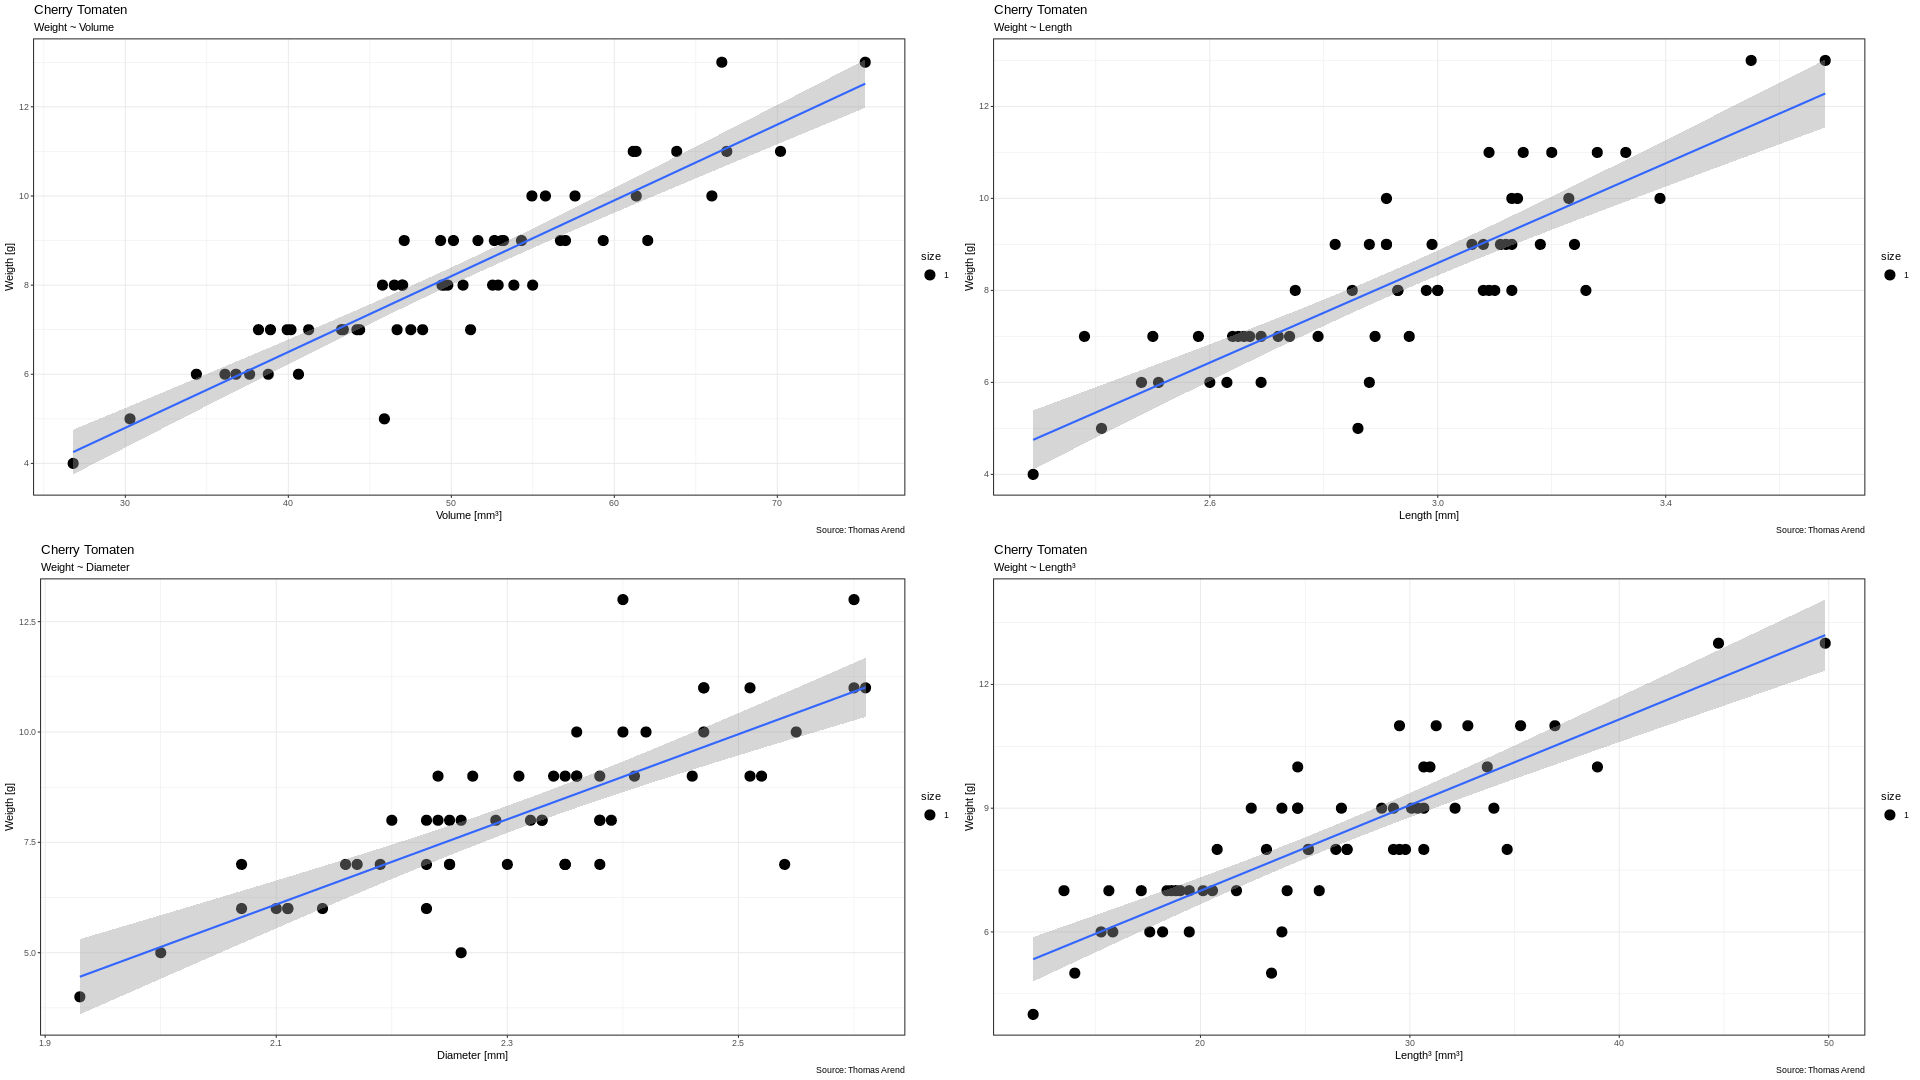 Cherry Tomaten
Weight ~ Volume
12
10
8
6
4
Weigth [g]
30 40 50 60 70
Volume [mm³]
size
1
Source: Thomas Arend
Cherry Tomaten
Weight ~ Length
12
10
8
6
4
Weigth [g]
2.6 3.0 3.4
Length [mm]
size
1
Source: Thomas Arend
Cherry Tomaten
Weight ~ Diameter
12.5
10.0
7.5
5.0
Weigth [g]
1.9 2.1 2.3 2.5
Diameter [mm]
size
1
Source: Thomas Arend
Cherry Tomaten
Weight ~ Length³
12
9
6
Weight [g]
20 30 40 50
Length³ [mm³]
size
1
Source: Thomas Arend